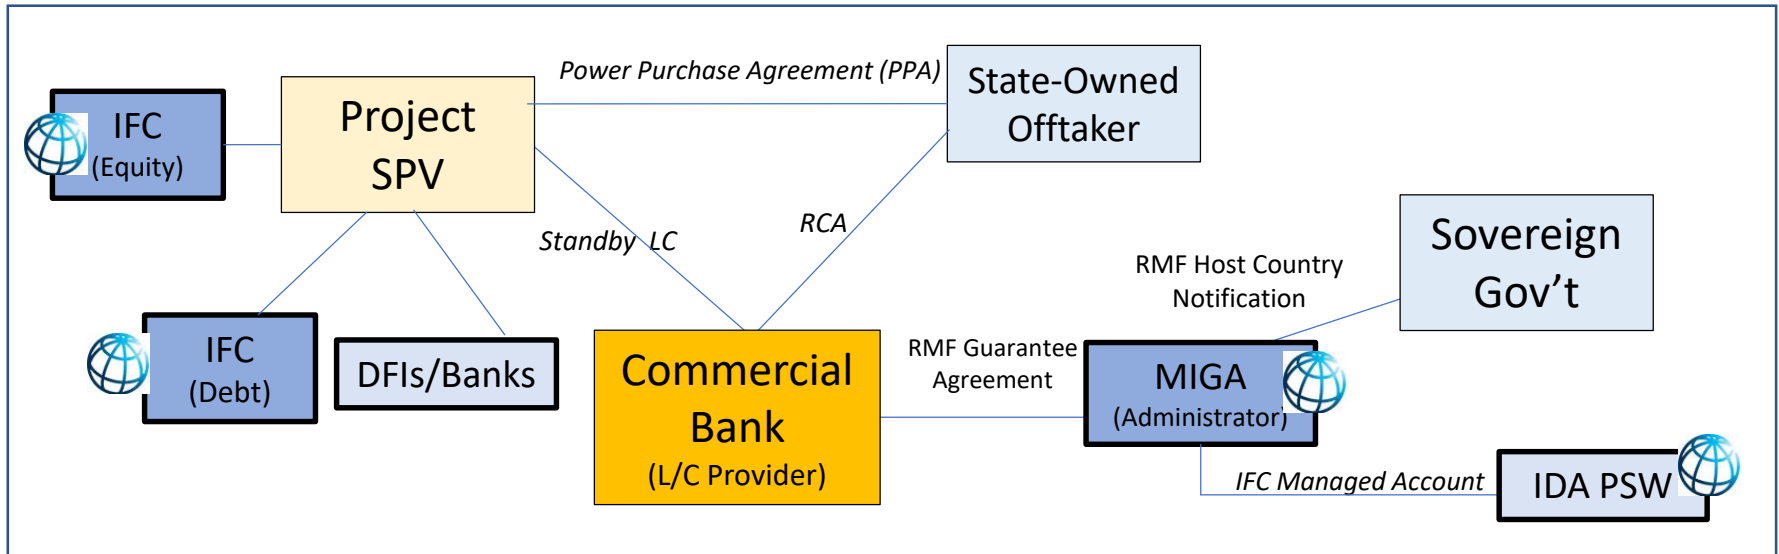 Power Purchase Agreement (PPA)
State-Owned
Offtaker
IFC
(Equity)
Project
SPV
Standby LC
RCA
Sovereign
Gov’t
RMF Host Country
Notification
IFC
(Debt)
DFIs/Banks
Commercial
Bank
(L/C Provider)
RMF Guarantee
Agreement
MIGA
(Administrator)
IFC Managed Account
IDA PSW